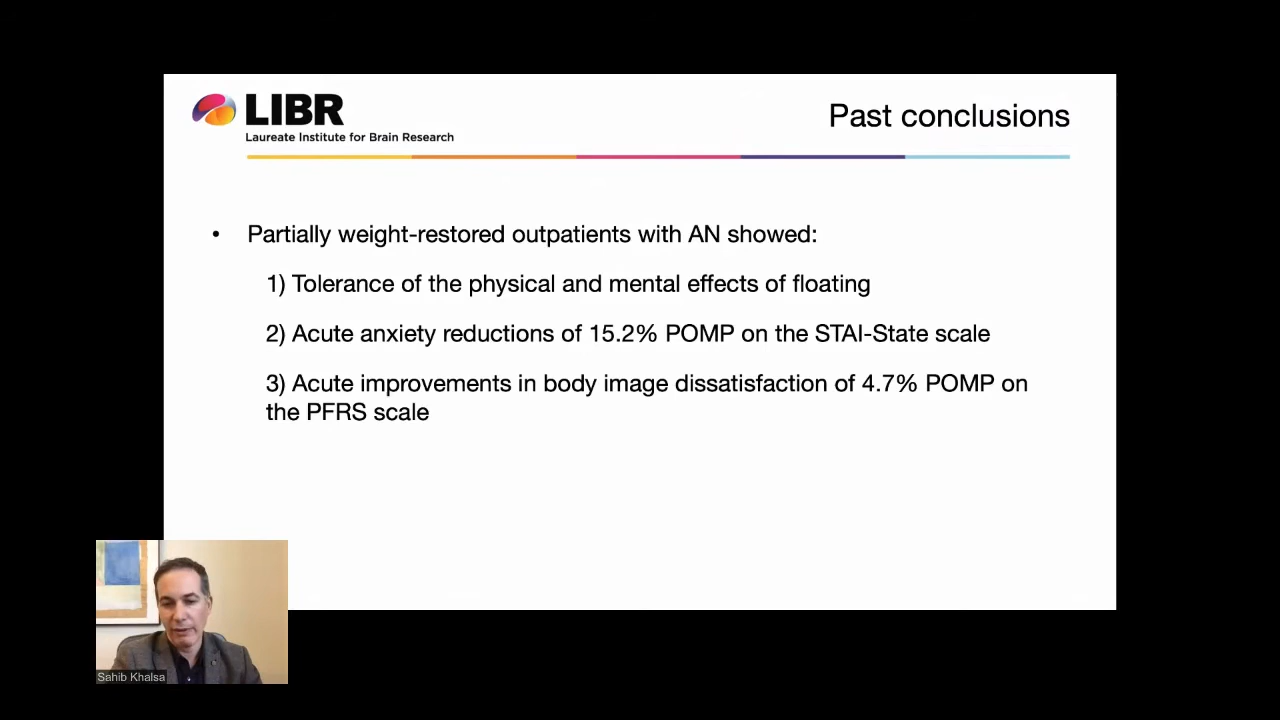 LIBR
Laureate Institute for Brain Research
Past conclusions
• Partially weight-restored outpatients with AN showed:
1) Tolerance of the physical and mental effects of floating
2) Acute anxiety reductions of 15.2% POMP on the STAI-State scale
3) Acute improvements in body image dissatisfaction of 4.7% POMP on
the PFRS scale
Sahib Khalsa